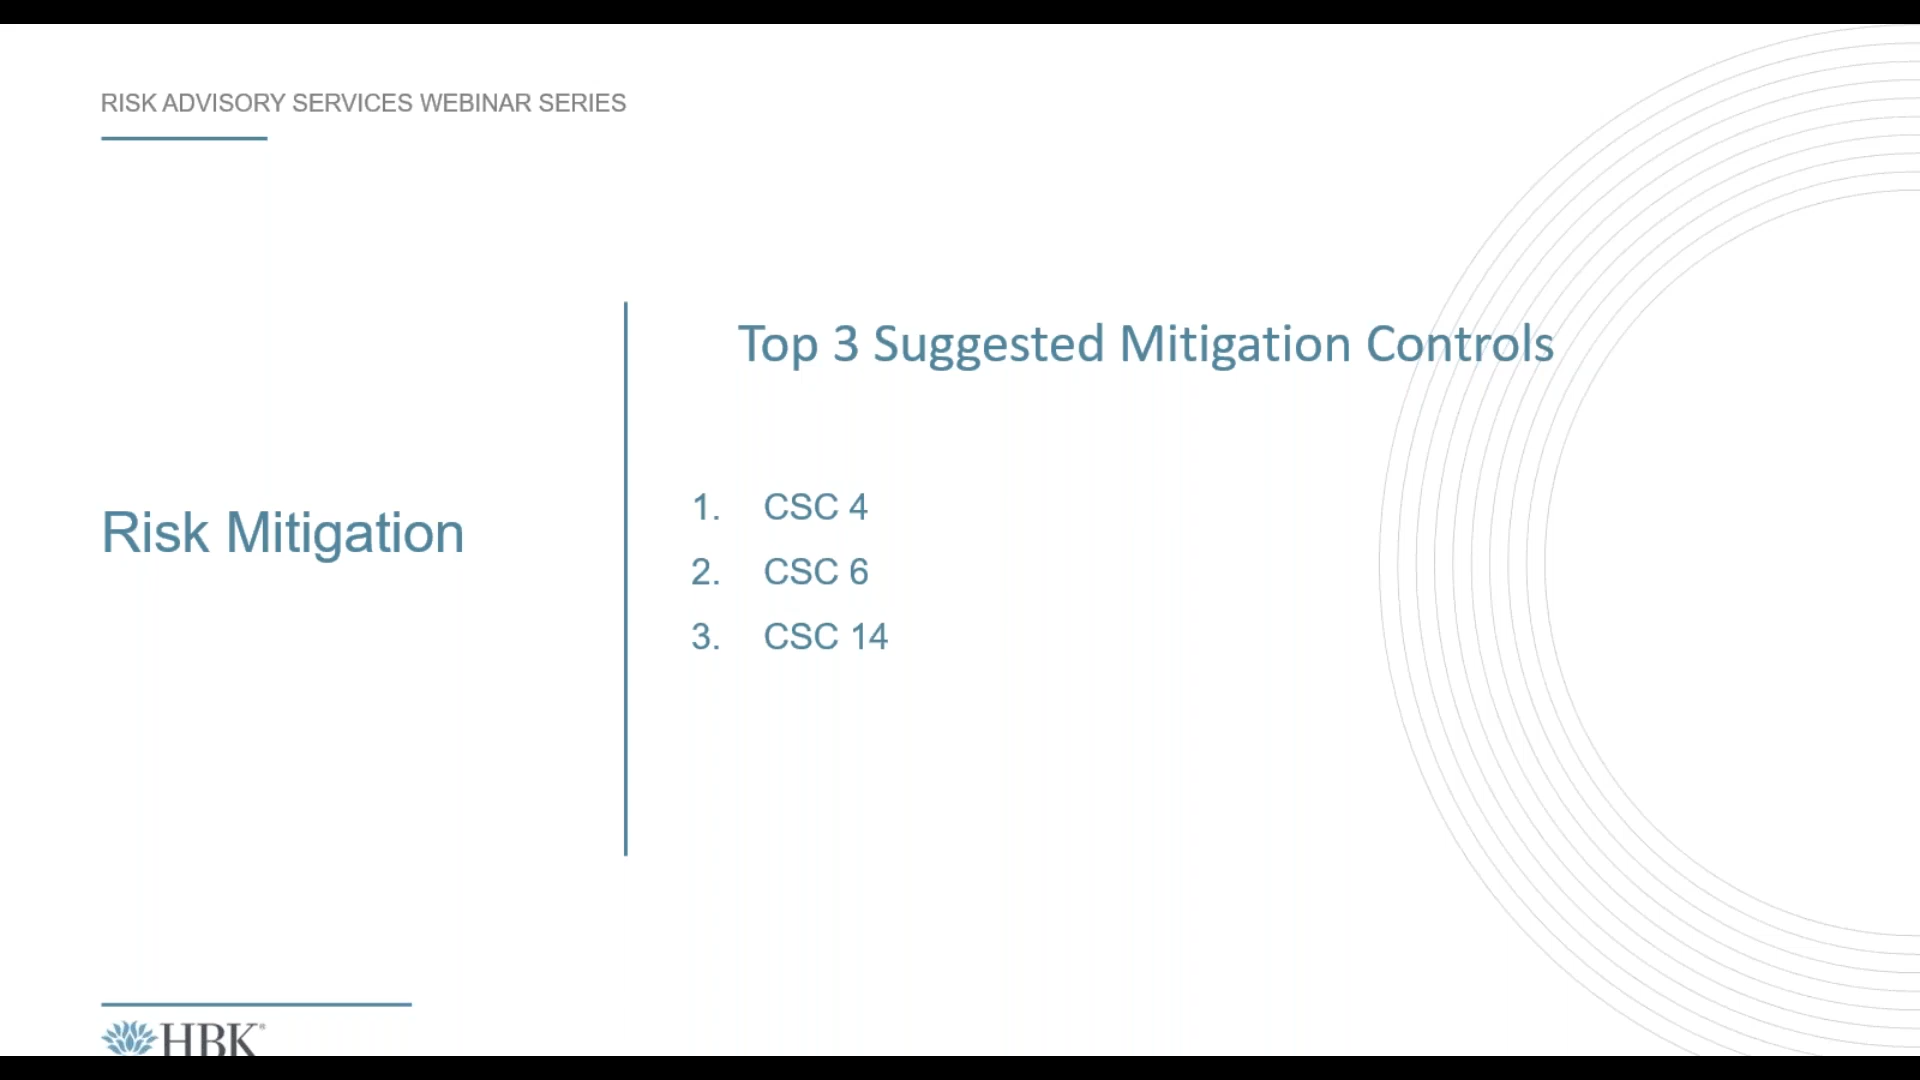 RISK ADVISORY SERVICES WEBINAR SERIES
Risk Mitigation
Top 3 Suggested Mitigation Controls
1. CSC 4
2. CSC 6
3. CSC 14
HBK®